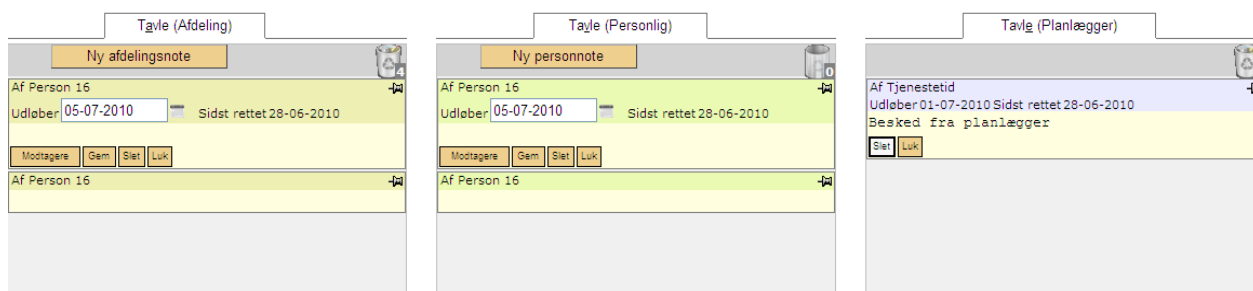 Tavle (Afdeling)
Ny afdelingsnote
4
Af Person 16
Udløber 05-07-2010 Sidst rettet 28-06-2010
Modtagere Gem Slet Luk
Af Person 16
Tavle (Personlig)
Ny personnote
0
Af Person 16
Udløber 05-07-2010 Sidst rettet 28-06-2010
Modtagere Gem Slet Luk
Af Person 16
Tavle (Planlægger)
Af Tjenestetid
Udløber 01-07-2010 Sidst rettet 28-06-2010
Besked fra planlægger
Slet Luk